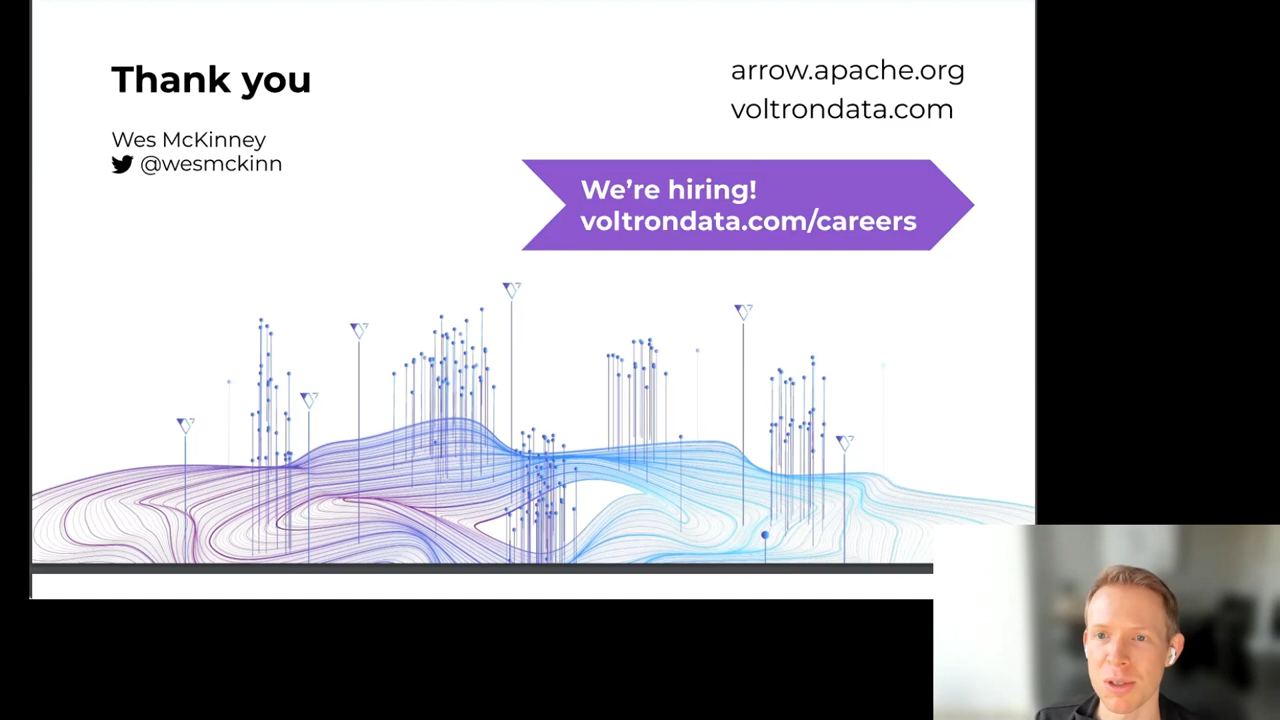 Thank you
Wes McKinney
@wesmckinn
arrow.apache.org
voltrondata.com
We're hiring!
voltrondata.com/careers